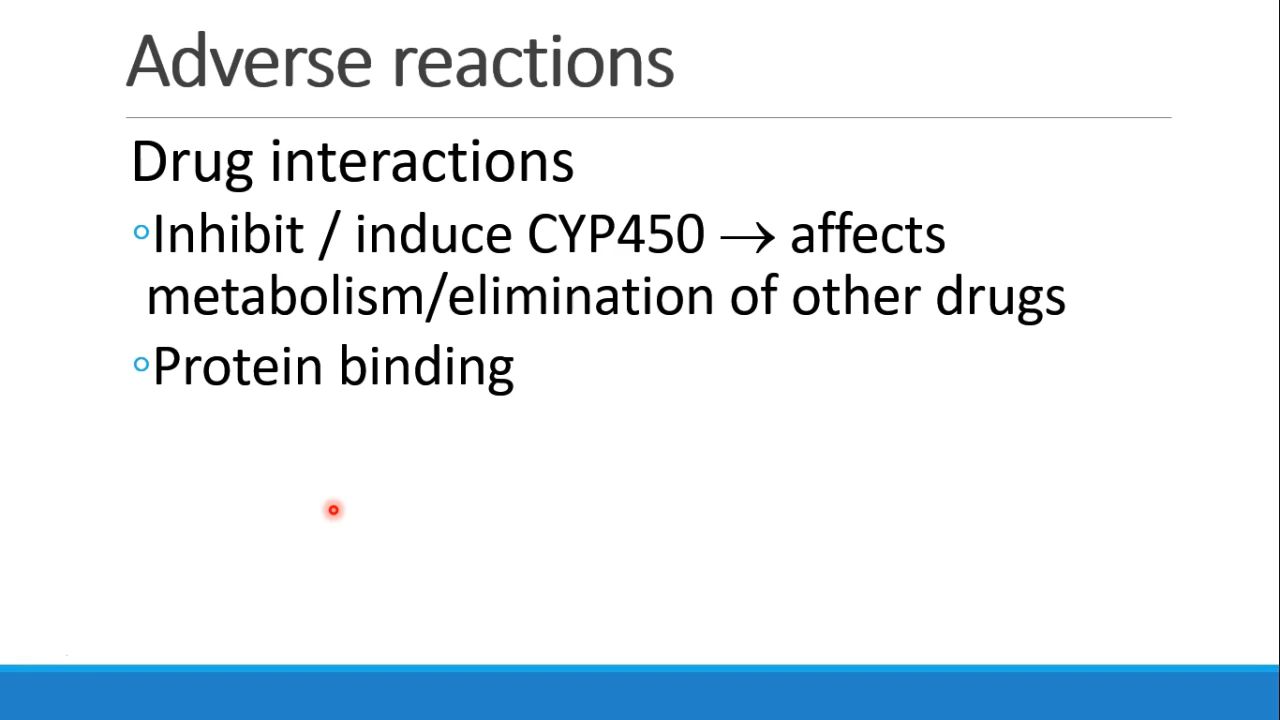 Adverse reactions
Drug interactions
◦Inhibit / induce CYP450 → affects
metabolism/elimination of other drugs
◦Protein binding